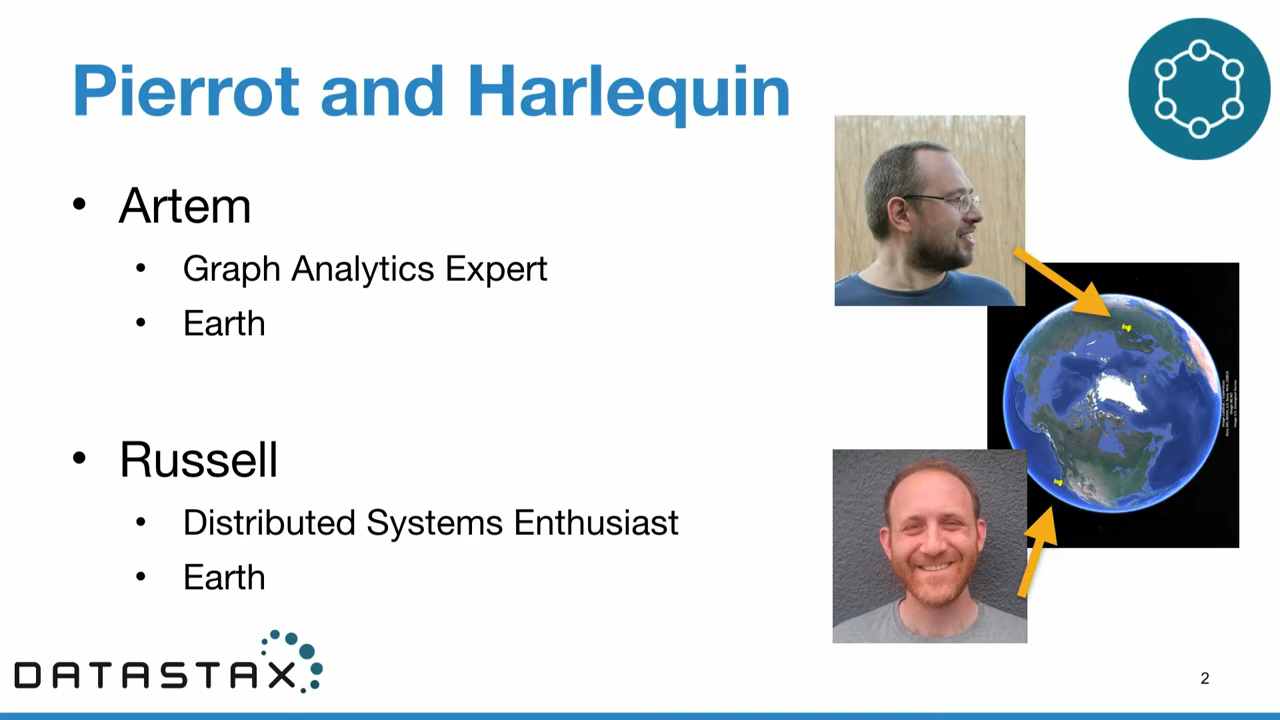 Pierrot and Harlequin
• Artem
• Graph Analytics Expert
• Earth
• Russell
• Distributed Systems Enthusiast
• Earth
DATASTAX
2